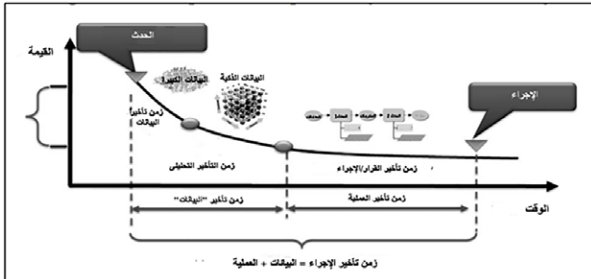 الحدث
القيمة
البيانات الكبيرة
البيانات الذكية
الإجراء
زمن تأخير
البيانات
زمن التأخير التحليلي
زمن تأخير القرار/الإجراء
زمن تأخير "البيانات"
زمن تأخير العملية
الوقت
زمن تأخير الإجراء = البيانات + العملية